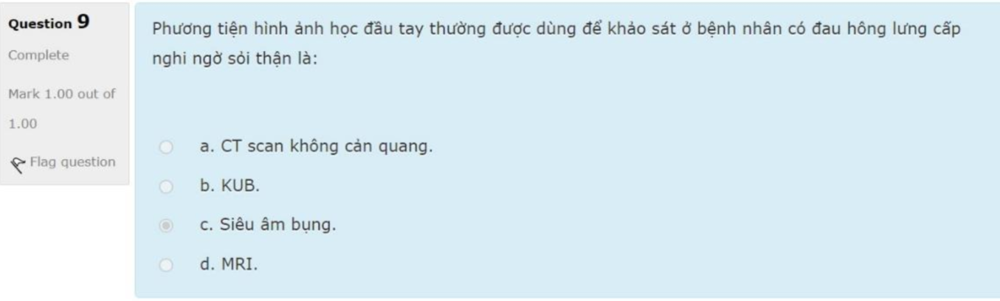 Question 9
Complete
Mark 1.00 out of
1.00
Flag question
Phương tiện hình ảnh học đầu tay thường được dùng để khảo sát ở bệnh nhân có đau hông lưng cấp
nghi ngờ sỏi thận là:
a. CT scan không cản quang.
b. KUB.
c. Siêu âm bụng.
d. MRI.